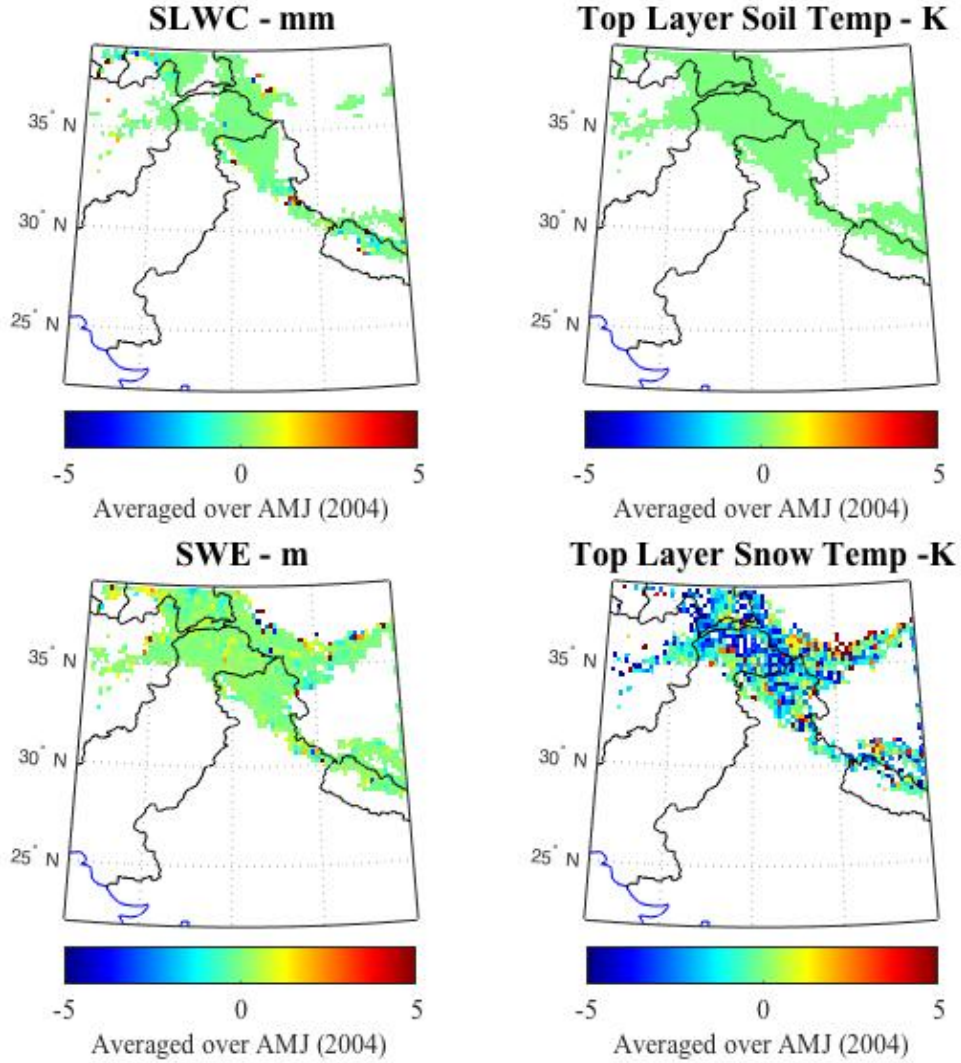 SLWC - mm
Top Layer Soil Temp - K
35° N
30° N
25° N
35° N
30° N
25° N
-5 0 5
-5 0 5
Averaged over AMJ (2004)
Averaged over AMJ (2004)
SWE - m
Top Layer Snow Temp -K
35° N
30° N
25° N
35° N
30° N
25° N
-5 0 5
-5 0 5
Averaged over AMJ (2004)
Averaged over AMJ (2004)